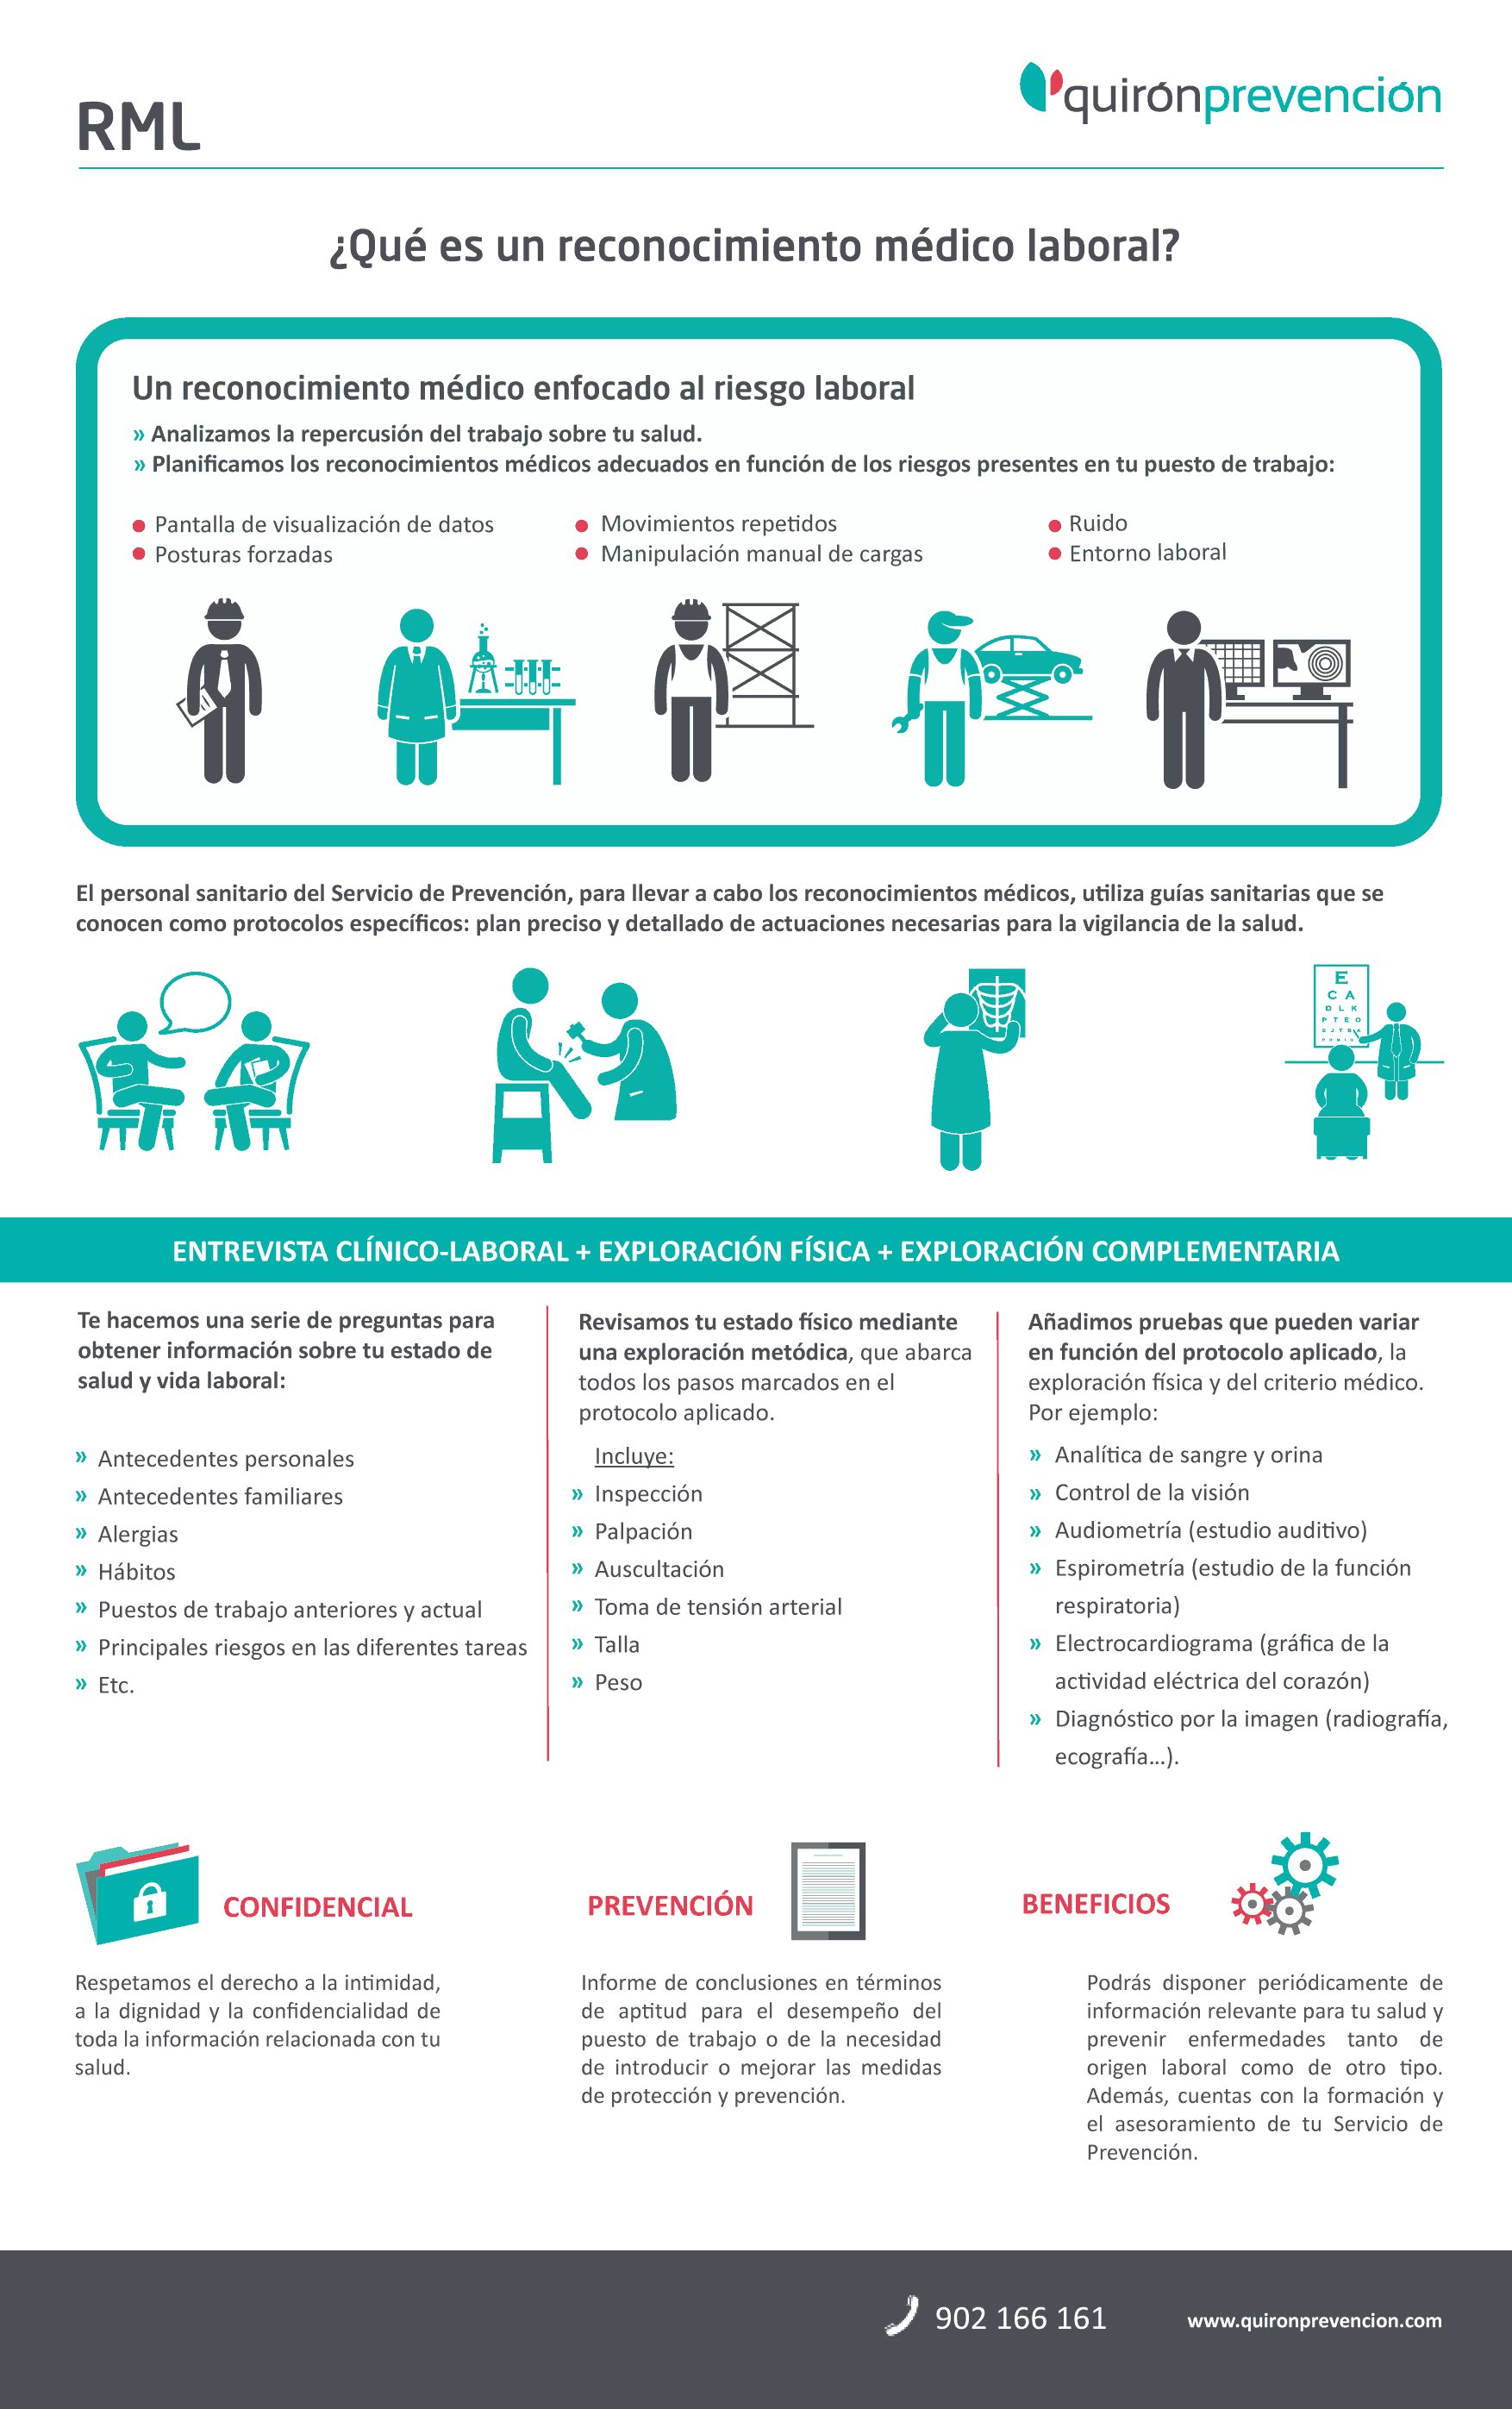 RML
quirónprevención
¿Qué es un reconocimiento médico laboral?
Un reconocimiento médico enfocado al riesgo laboral
» Analizamos la repercusión del trabajo sobre tu salud.
» Planificamos los reconocimientos médicos adecuados en función de los riesgos presentes en tu puesto de trabajo:
Pantalla de visualización de datos
Posturas forzadas
Movimientos repetidos
Manipulación manual de cargas
Ruido
Entorno laboral
El personal sanitario del Servicio de Prevención, para llevar a cabo los reconocimientos médicos, utiliza guías sanitarias que se
conocen como protocolos específicos: plan preciso y detallado de actuaciones necesarias para la vigilancia de la salud.
E
C A
D L K
P T E O
ENTREVISTA CLÍNICO-LABORAL + EXPLORACIÓN FÍSICA + EXPLORACIÓN COMPLEMENTARIA
Te hacemos una serie de preguntas para
obtener información sobre tu estado de
salud y vida laboral:
» Antecedentes personales
» Antecedentes familiares
» Alergias
» Hábitos
» Puestos de trabajo anteriores y actual
» Principales riesgos en las diferentes tareas
» Etc.
Revisamos tu estado físico mediante
una exploración metódica, que abarca
todos los pasos marcados en el
protocolo aplicado.
Incluye:
» Inspección
» Palpación
» Auscultación
» Toma de tensión arterial
» Talla
» Peso
Añadimos pruebas que pueden variar
en función del protocolo aplicado, la
exploración física y del criterio médico.
Por ejemplo:
» Analítica de sangre y orina
» Control de la visión
» Audiometría (estudio auditivo)
» Espirometría (estudio de la función
respiratoria)
» Electrocardiograma (gráfica de la
actividad eléctrica del corazón)
» Diagnóstico por la imagen (radiografía,
ecografía...).
CONFIDENCIAL
Respetamos el derecho a la intimidad,
a la dignidad y la confidencialidad de
toda la información relacionada con tu
salud.
PREVENCIÓN
Informe de conclusiones en términos
de aptitud para el desempeño del
puesto de trabajo o de la necesidad
de introducir o mejorar las medidas
de protección y prevención.
BENEFICIOS
Podrás disponer periódicamente de
información relevante para tu salud y
prevenir enfermedades tanto de
origen laboral como de otro tipo.
Además, cuentas con la formación y
el asesoramiento de tu Servicio de
Prevención.
902 166 161
www.quironprevencion.com